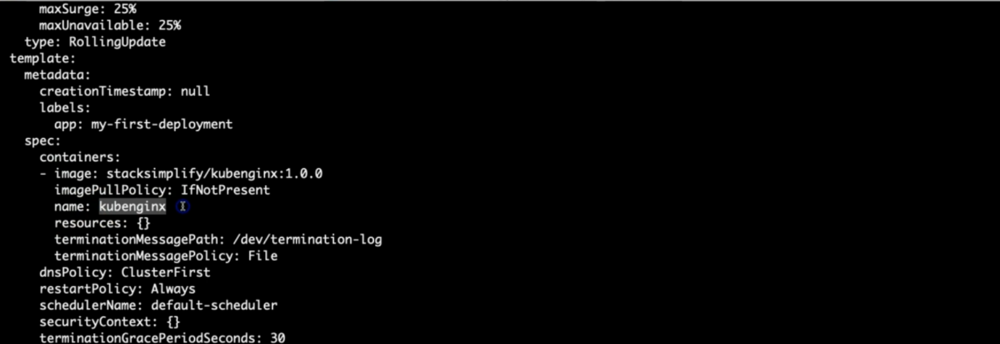 maxSurge: 25%
maxUnavailable: 25%
type: RollingUpdate
template:
metadata:
creationTimestamp: null
labels:
app: my-first-deployment
spec:
containers:
- image: stacksimplify/kubenginx:1.0.0
imagePullPolicy: IfNotPresent
name: kubenginx
resources: {}
terminationMessagePath: /dev/termination-log
terminationMessagePolicy: File
dnsPolicy: ClusterFirst
restartPolicy: Always
schedulerName: default-scheduler
securityContext: {}
terminationGracePeriodSeconds: 30